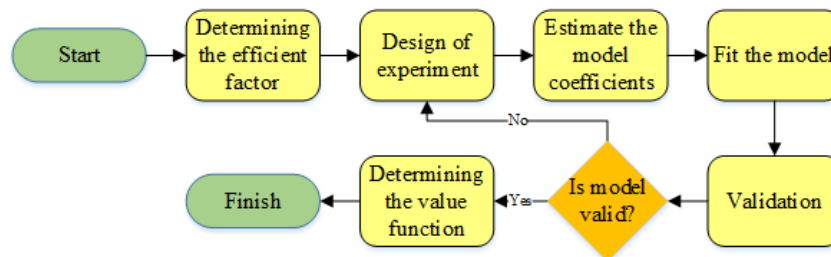 Start
Determining
the efficient
factor
Design of
experiment
Estimate the
model
coefficients
Fit the model
No
Finish
Determining
the value
function
Yes
Is model
valid?
Validation